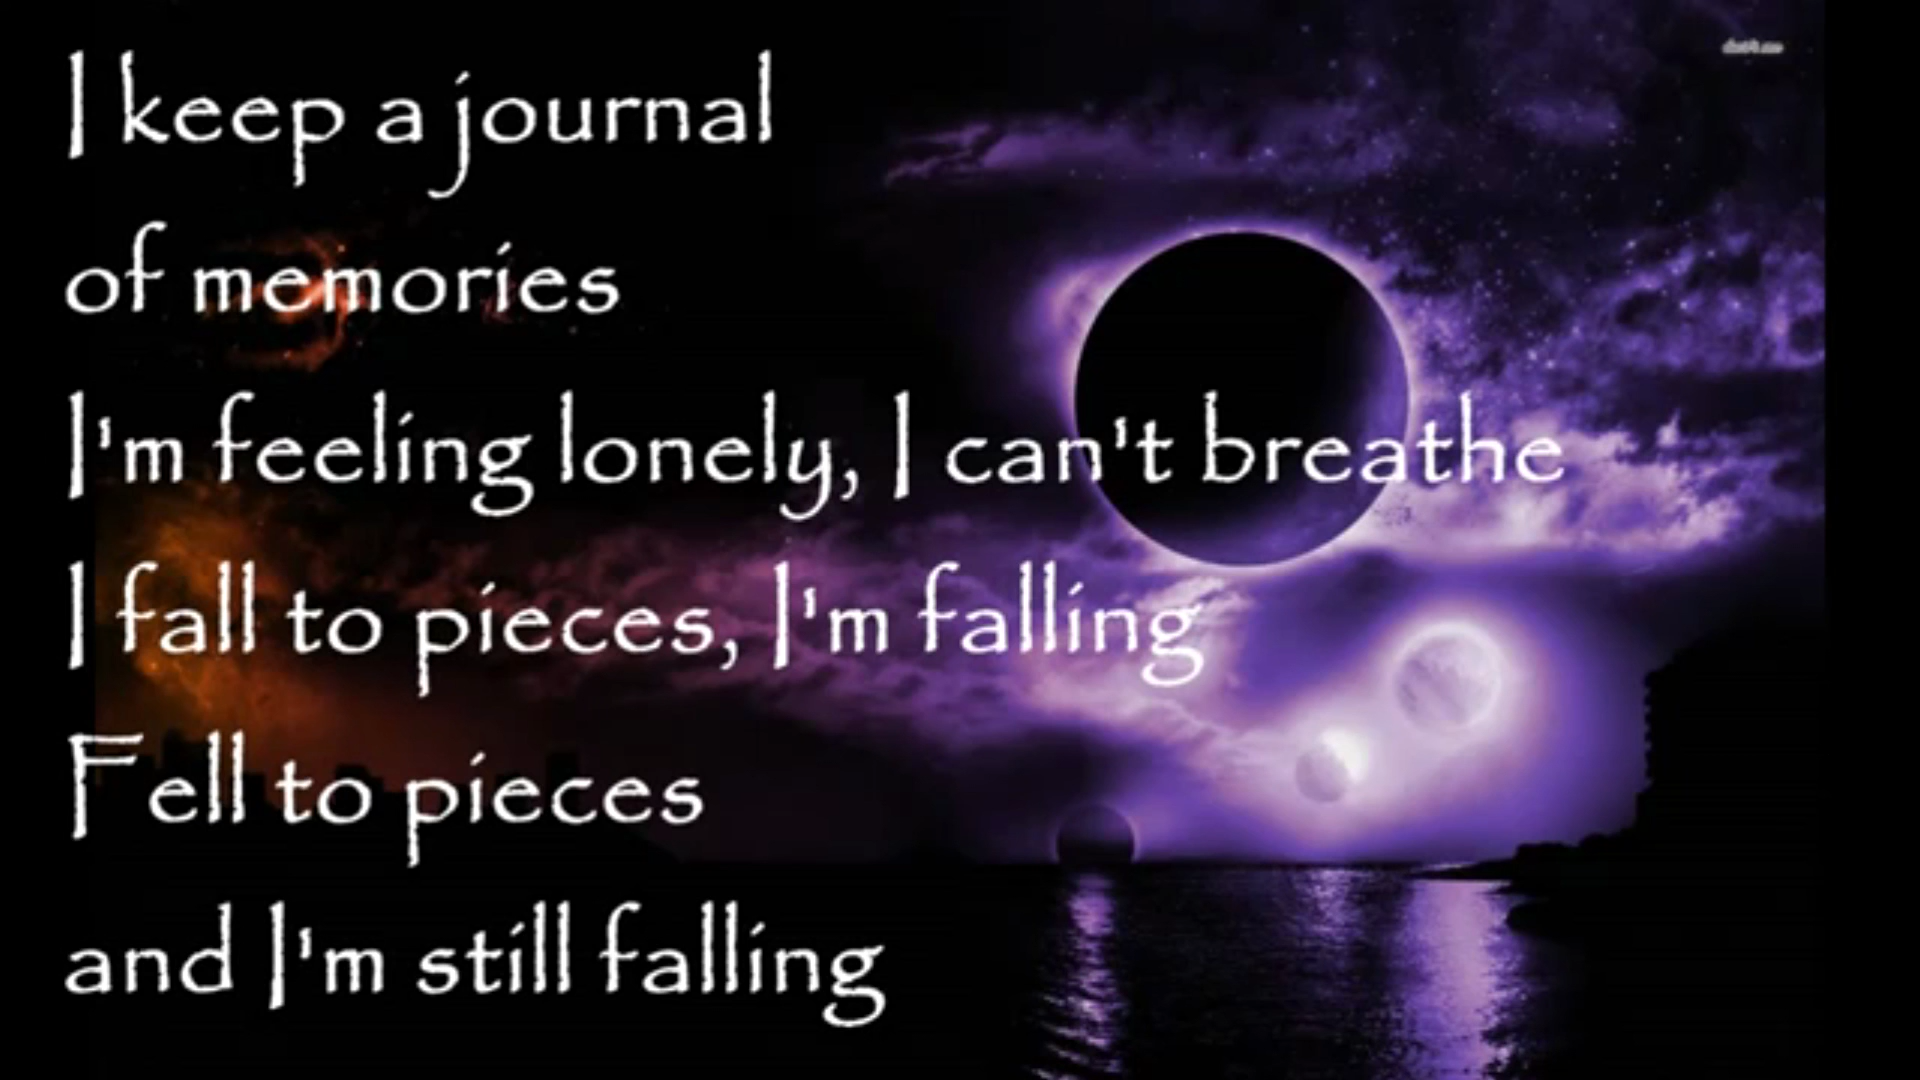 I keep a journal
of memories
I'm feeling lonely, I can't breathe
I fall to pieces, I'm falling
Fell to pieces
and I'm still falling